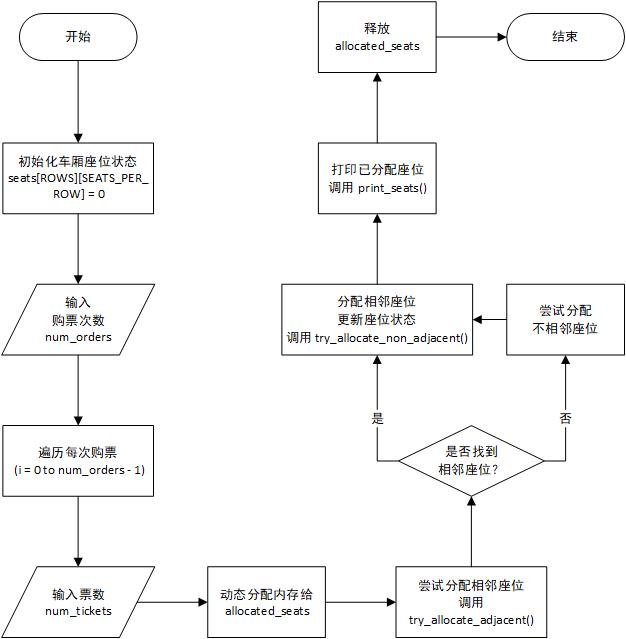 开始
初始化车厢座位状态
seats[ROWS][SEATS_PER_
ROW] = 0
输入
购票次数
num_orders
遍历每次购票
(i = 0 to num_orders - 1)
输入票数
num_tickets
动态分配内存给
allocated_seats
尝试分配相邻座位
调用
try_allocate_adjacent()
是否找到
相邻座位?
是
否
尝试分配
不相邻座位
分配相邻座位
更新座位状态
调用 try_allocate_non_adjacent()
打印已分配座位
调用 print_seats()
释放
allocated_seats
结束